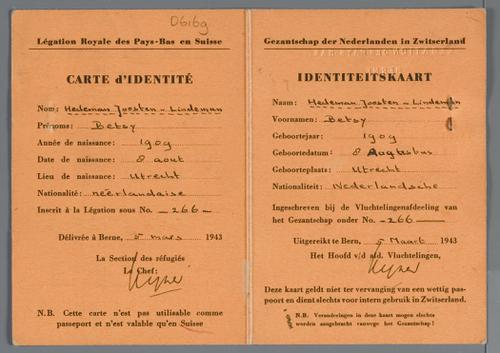 D616g
Légation Royale des Pays-Bas en Suisse
CARTE d'IDENTITÉ
Nom: Hedeman Joosten - Lindeman
Prénoms: Betsy
Année de naissance: 1909
Date de naissance: 8 aout
Lieu de naissance: Utrecht
Nationalité: néerlandaise
Inscrit à la Légation sous No. -266-
Délivrée à Berne, 5 mars 1943
La Section des réfugiés
Le Chef:
N.B. Cette carte n'est pas utilisable comme
passeport et n'est valable qu'en Suisse
Gezantschap der Nederlanden in Zwitserland
IDENTITEITSKAART
Naam: Hedeman Joosten - Lindeman
Voornamen: Betsy
Geboortejaar: 1909
Geboortedatum: 8 Augustus
Geboorteplaats: Utrecht
Nationaliteit: Nederlandsche
Ingeschreven bij de Vluchtelingenafdeeling van
het Gezantschap onder No. -266-
Uitgereikt te Bern, 5 Maart 1943
Het Hoofd v/d afd. Vluchtelingen,
Deze kaart geldt niet ter vervanging van een wettig pas-
poort en dient slechts voor intern gebruik in Zwitserland.
N.B. Veranderingen in deze kaart mogen slechts
worden aangebracht vanwege het Gezantschap!